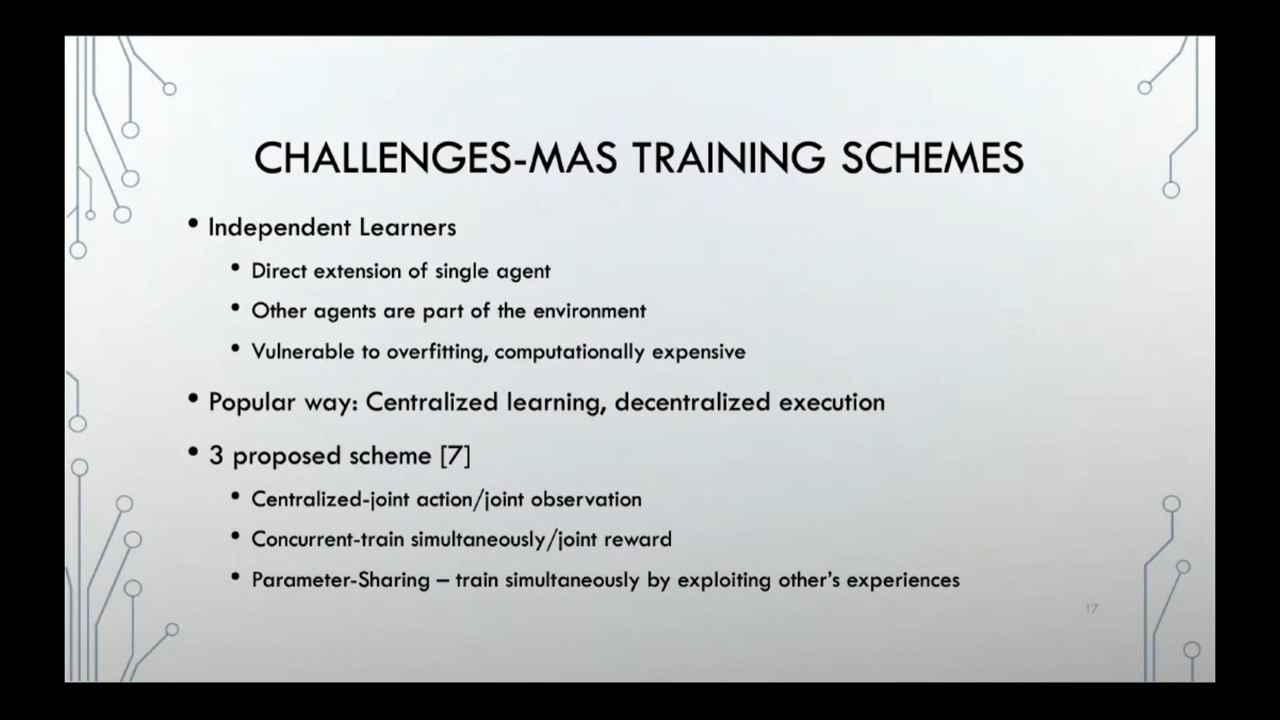 CHALLENGES-MAS TRAINING SCHEMES
• Independent Learners
• Direct extension of single agent
• Other agents are part of the environment
• Vulnerable to overfitting, computationally expensive
• Popular way: Centralized learning, decentralized execution
• 3 proposed scheme [7]
• Centralized-joint action/joint observation
• Concurrent-train simultaneously/joint reward
• Parameter-Sharing – train simultaneously by exploiting other's experiences
17